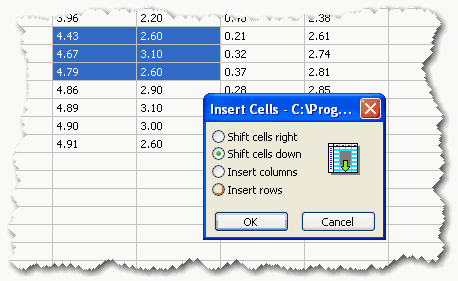 3.96 2.20 0.46 2.38
4.43 2.60 0.21 2.61
4.67 3.10 0.32 2.74
4.79 2.60 0.37 2.81
4.86 2.90 0.28 2.85
4.89 3.10
4.90 3.00
4.91 2.60
Insert Cells - C:\Prog...
Shift cells right
Shift cells down
Insert columns
Insert rows
OK Cancel